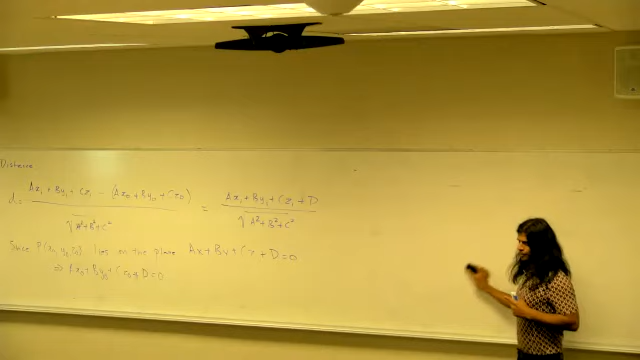 Distance
d = Ax₁ + By₁ + Cz₁ - (Ax₀ + By₀ + Cz₀) / √A²+B²+C² = Ax₁ + By₁ + Cz₁ + D / √A²+B²+C²
Since P(x₀, y₀, z₀) lies on the plane Ax + By + Cz + D = 0
⇒ Ax₀ + By₀ + Cz₀ + D = 0